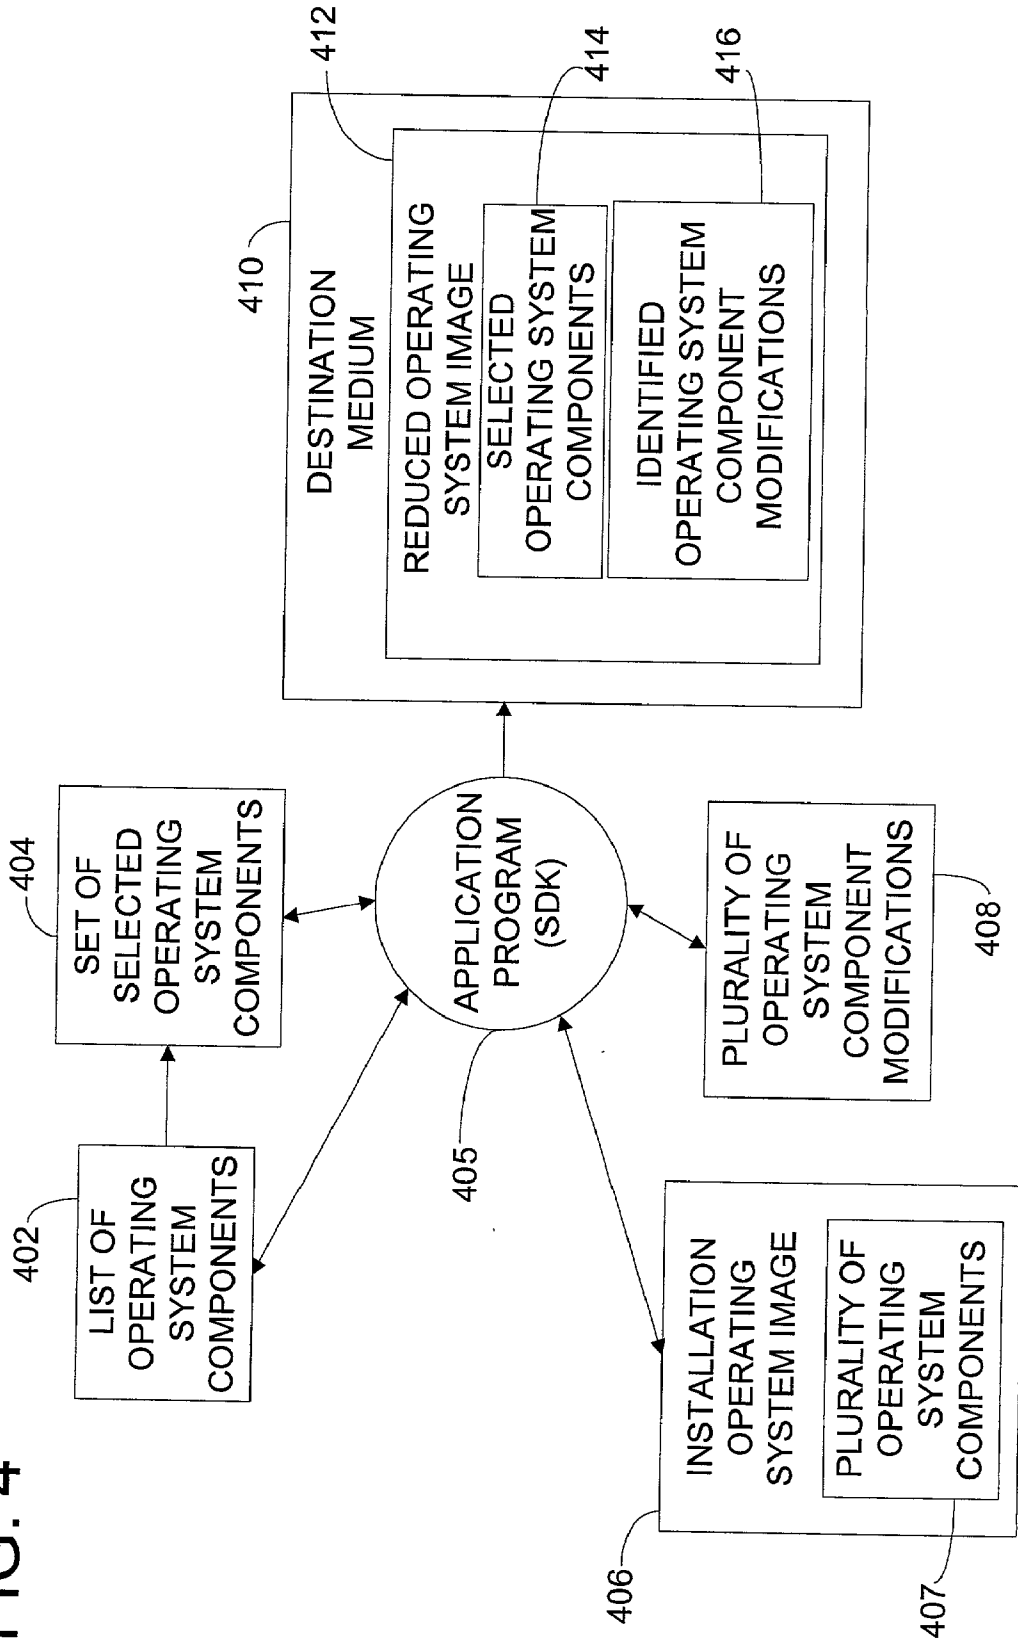 FIG. 4
402
LIST OF
OPERATING
SYSTEM
COMPONENTS
404
SET OF
SELECTED
OPERATING
SYSTEM
COMPONENTS
405
APPLICATION
PROGRAM
(SDK)
406
INSTALLATION
OPERATING
SYSTEM IMAGE
407
PLURALITY OF
OPERATING
SYSTEM
COMPONENTS
PLURALITY OF
OPERATING
SYSTEM
COMPONENT
MODIFICATIONS
408
410
DESTINATION
MEDIUM
412
REDUCED OPERATING
SYSTEM IMAGE
SELECTED
OPERATING SYSTEM
COMPONENTS
414
IDENTIFIED
OPERATING SYSTEM
COMPONENT
MODIFICATIONS
416